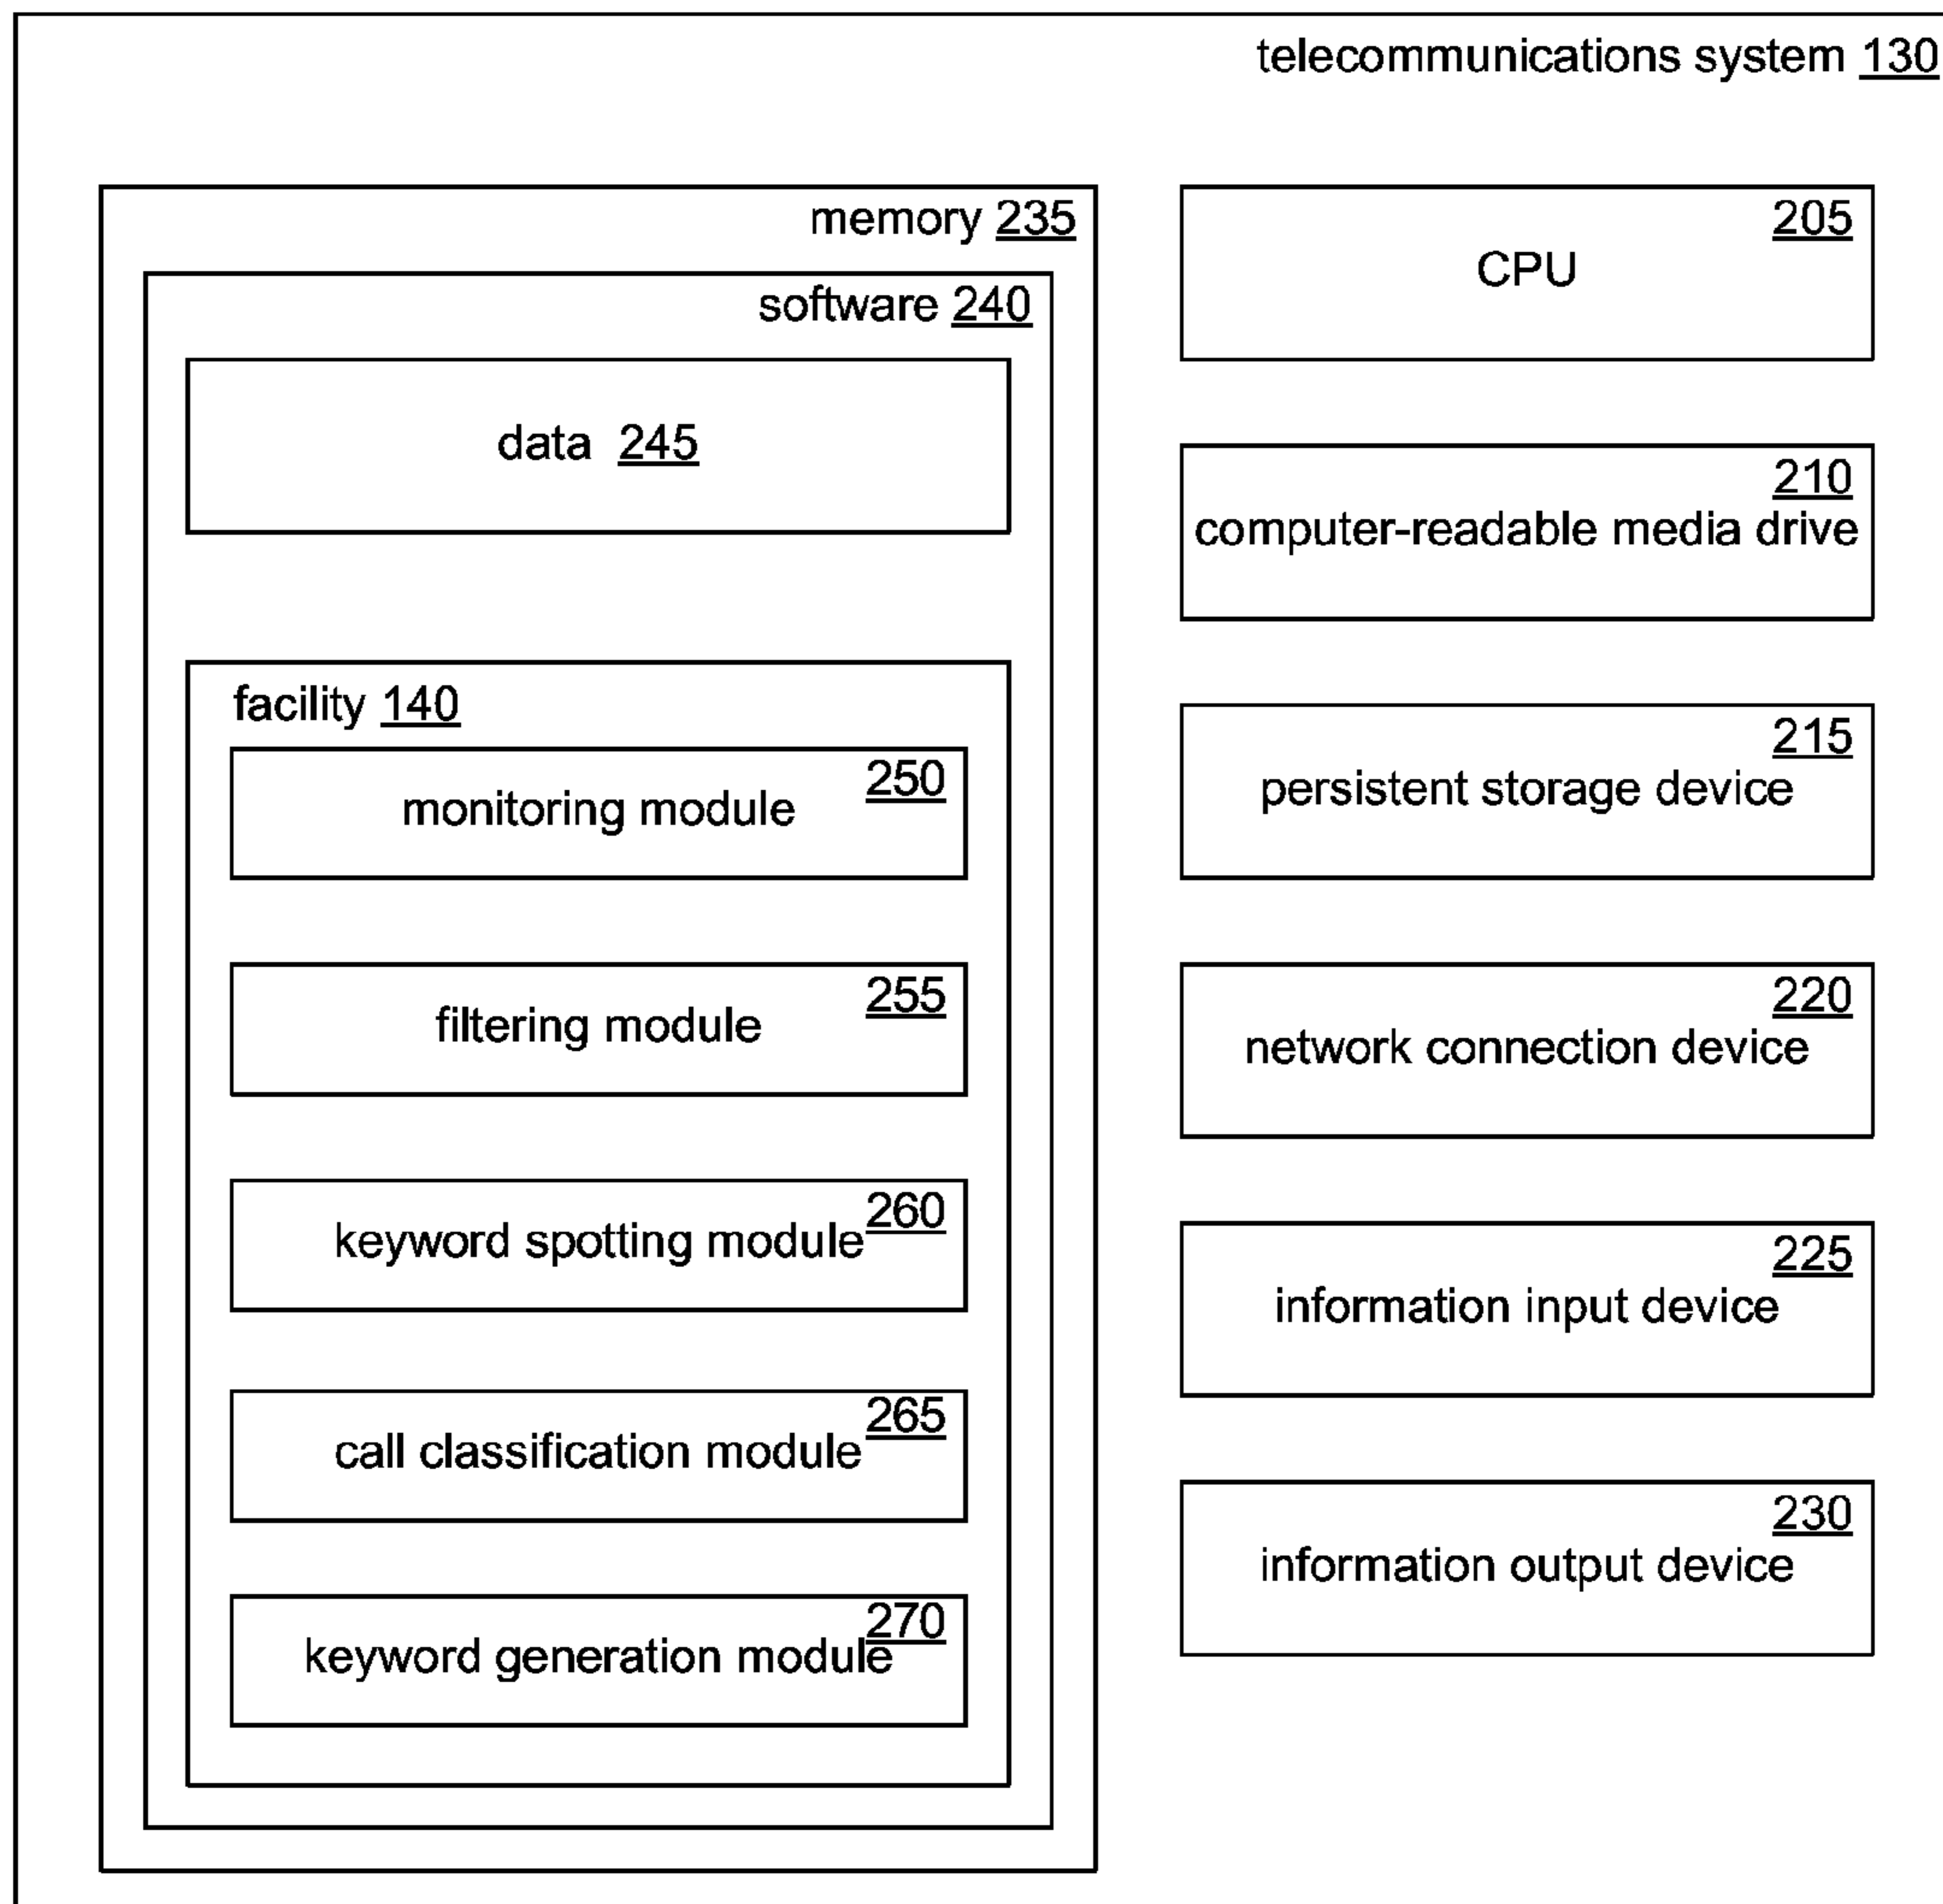 telecommunications system 130
memory 235
software 240
data 245
facility 140
250
monitoring module
255
filtering module
260
keyword spotting module
265
call classification module
270
keyword generation module
205
CPU
210
computer-readable media drive
215
persistent storage device
220
network connection device
225
information input device
230
information output device